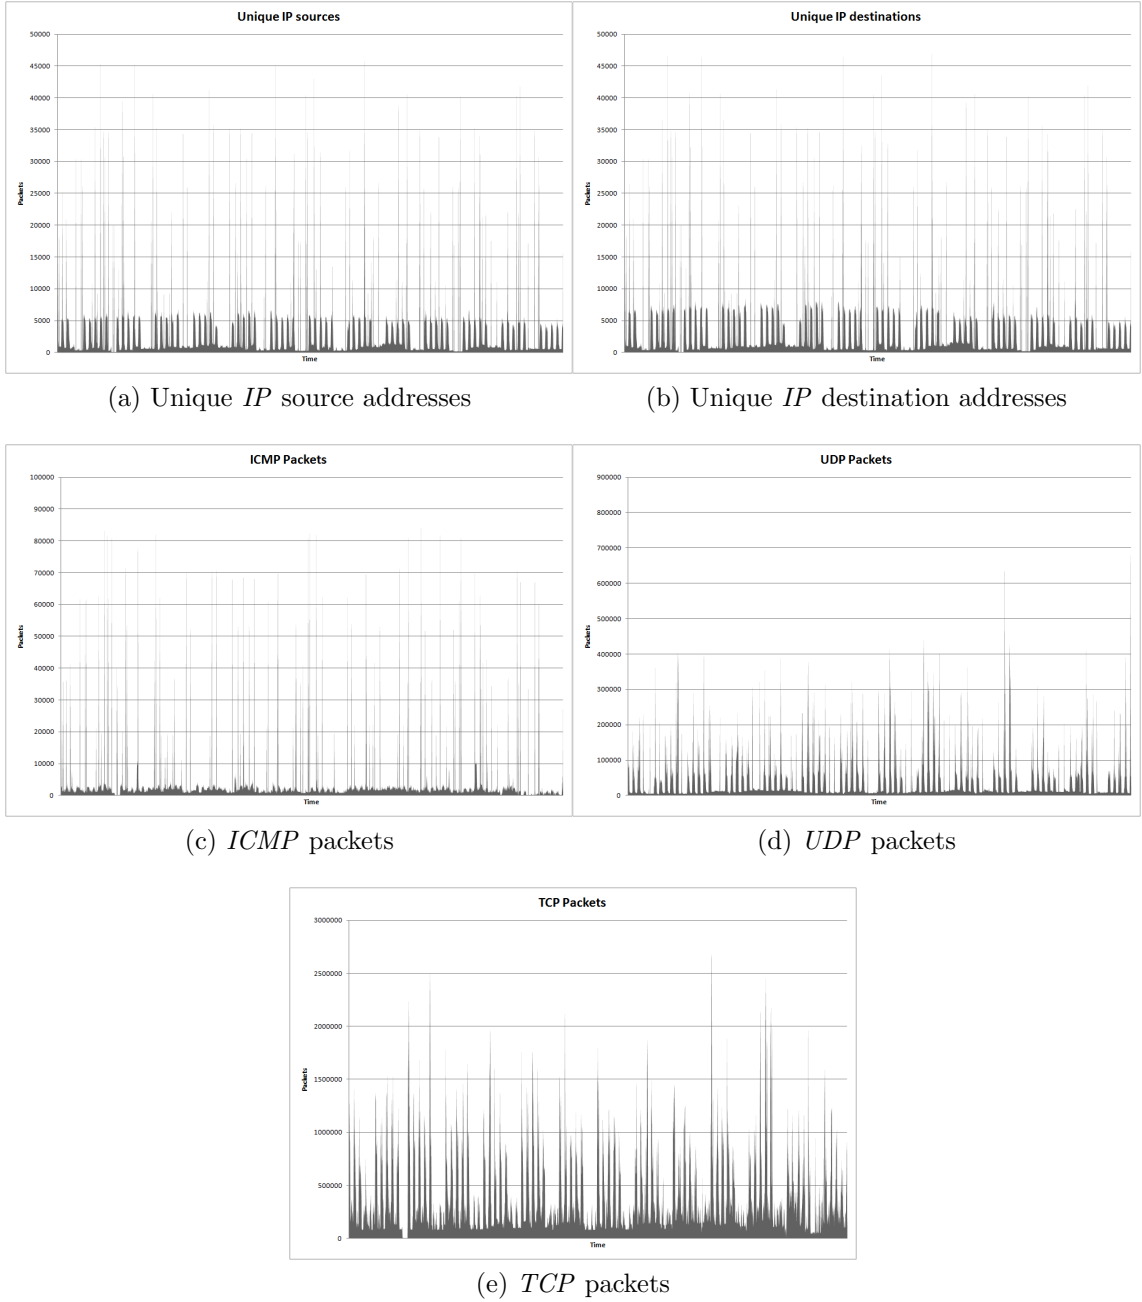 Unique IP sources
50000
45000
40000
35000
30000
25000
20000
15000
10000
5000
0
Packets
Time
(a) Unique IP source addresses
Unique IP destinations
50000
45000
40000
35000
30000
25000
20000
15000
10000
5000
0
Packets
Time
(b) Unique IP destination addresses
ICMP Packets
100000
90000
80000
70000
60000
50000
40000
30000
20000
10000
0
Packets
Time
(c) ICMP packets
UDP Packets
900000
800000
700000
600000
500000
400000
300000
200000
100000
0
Packets
Time
(d) UDP packets
TCP Packets
3000000
2500000
2000000
1500000
1000000
500000
0
Packets
Time
(e) TCP packets